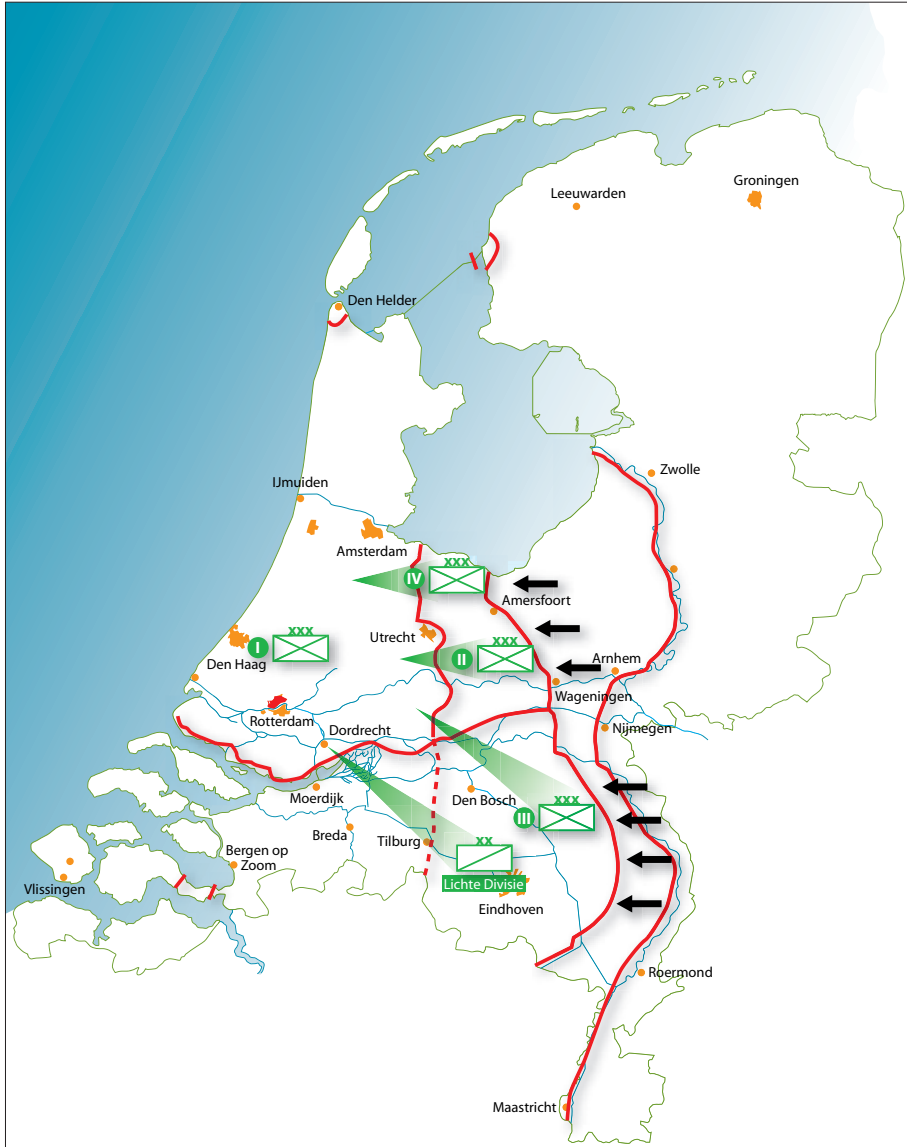 Groningen
Leeuwarden
Den Helder
Zwolle
IJmuiden
Amsterdam
XXX
IV
Amersfoort
Utrecht
XXX
I
XXX
II
Den Haag
Arnhem
Wageningen
Rotterdam
Dordrecht
Nijmegen
Moerdijk
Den Bosch
XXX
III
Breda
Tilburg
XX
Bergen op
Zoom
Lichte Divisie
Vlissingen
Eindhoven
Roermond
Maastricht